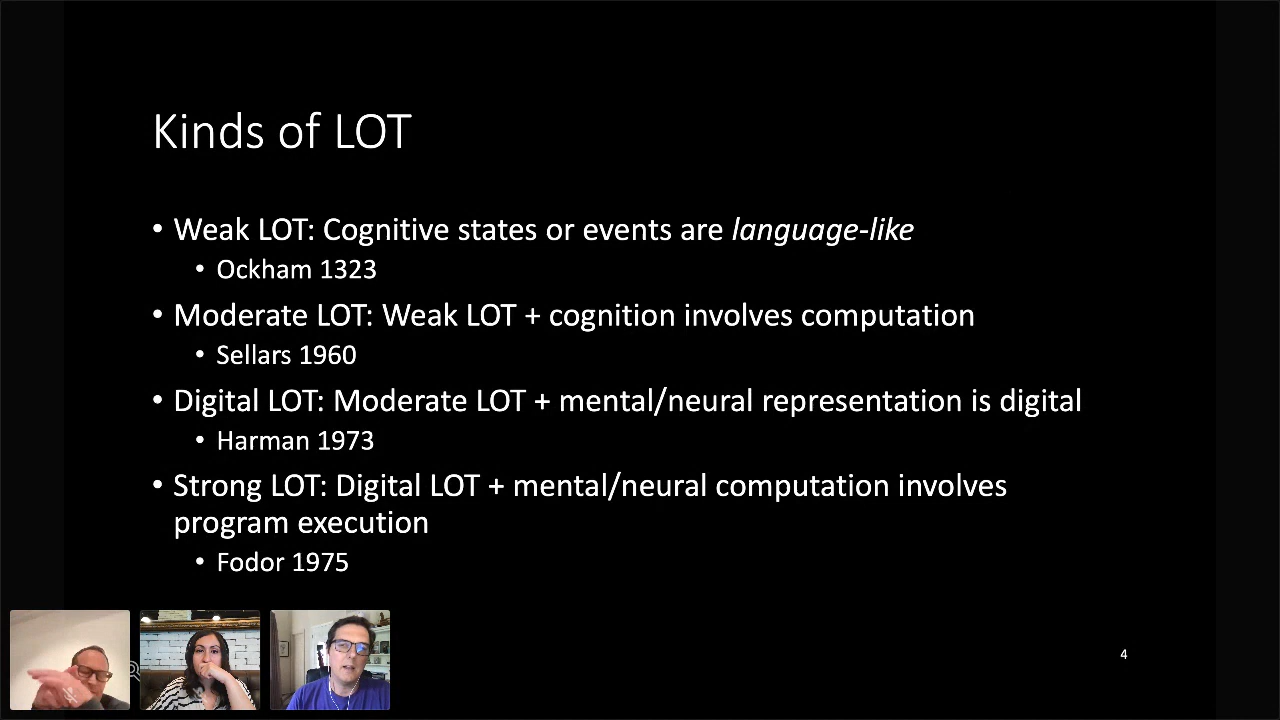 Kinds of LOT
• Weak LOT: Cognitive states or events are language-like
• Ockham 1323
• Moderate LOT: Weak LOT + cognition involves computation
• Sellars 1960
• Digital LOT: Moderate LOT + mental/neural representation is digital
• Harman 1973
• Strong LOT: Digital LOT + mental/neural computation involves
program execution
• Fodor 1975
4